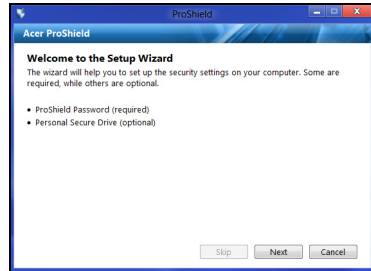 ProShield
Acer ProShield
Welcome to the Setup Wizard
The wizard will help you to set up the security settings on your computer. Some are
required, while others are optional.
• ProShield Password (required)
• Personal Secure Drive (optional)
Skip Next Cancel